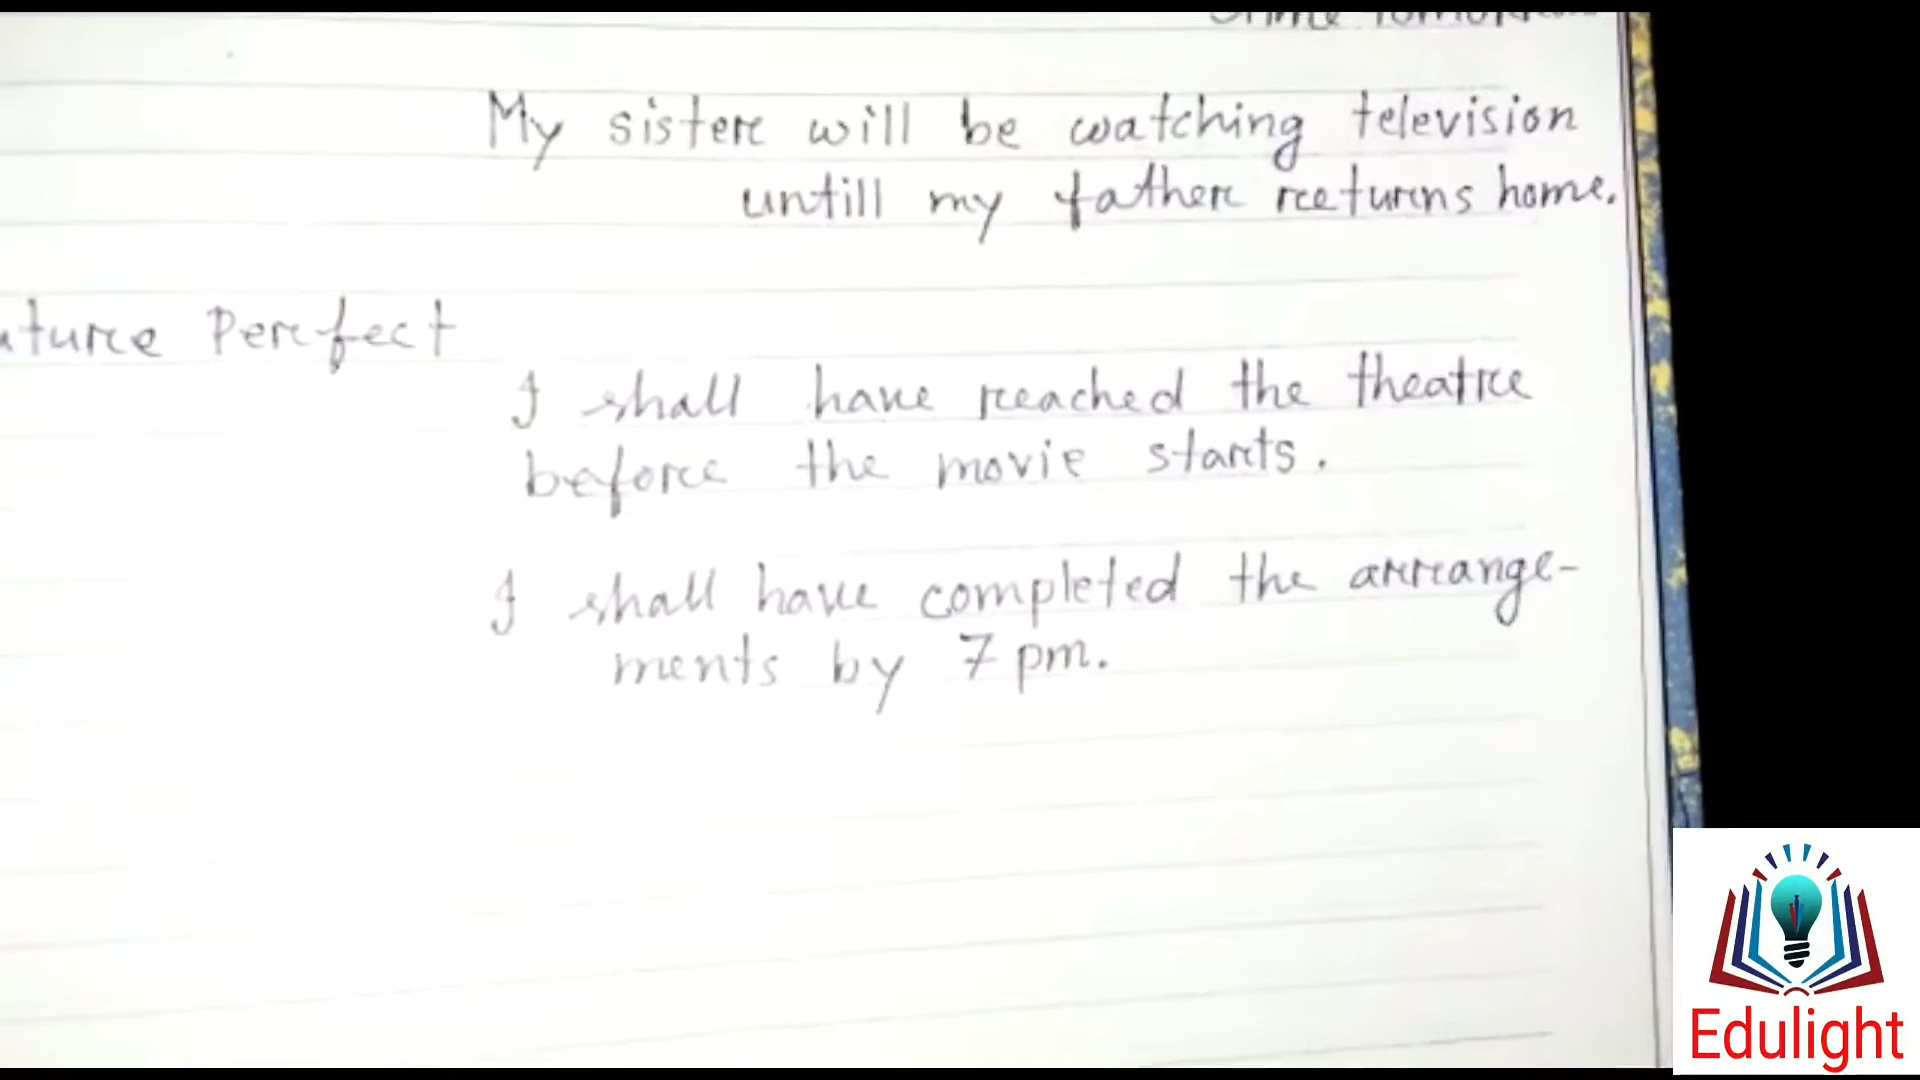 My sister will be watching television
untill my father returns home.
Future Perfect
I shall have reached the theatre
before the movie starts.
I shall have completed the arrange-
ments by 7 pm.
Edulight